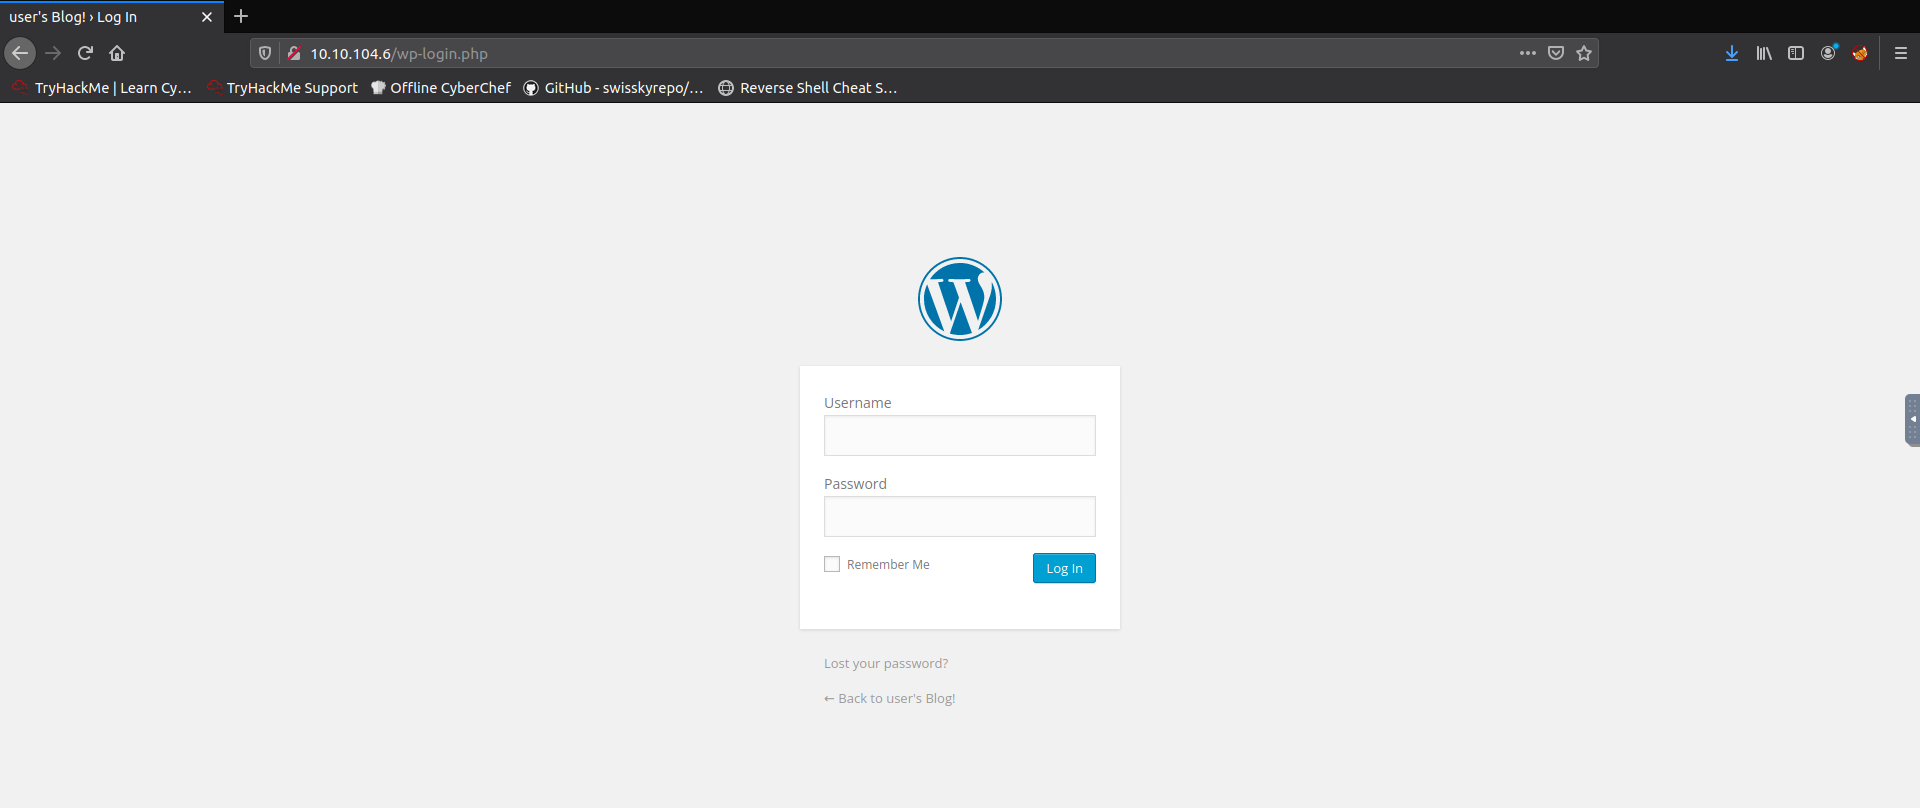 user's Blog! › Log In
10.10.104.6/wp-login.php
TryHackMe | Learn Cy… TryHackMe Support Offline CyberChef GitHub - swisskyrepo/… Reverse Shell Cheat S…
Username
Password
Remember Me
Log In
Lost your password?
← Back to user's Blog!